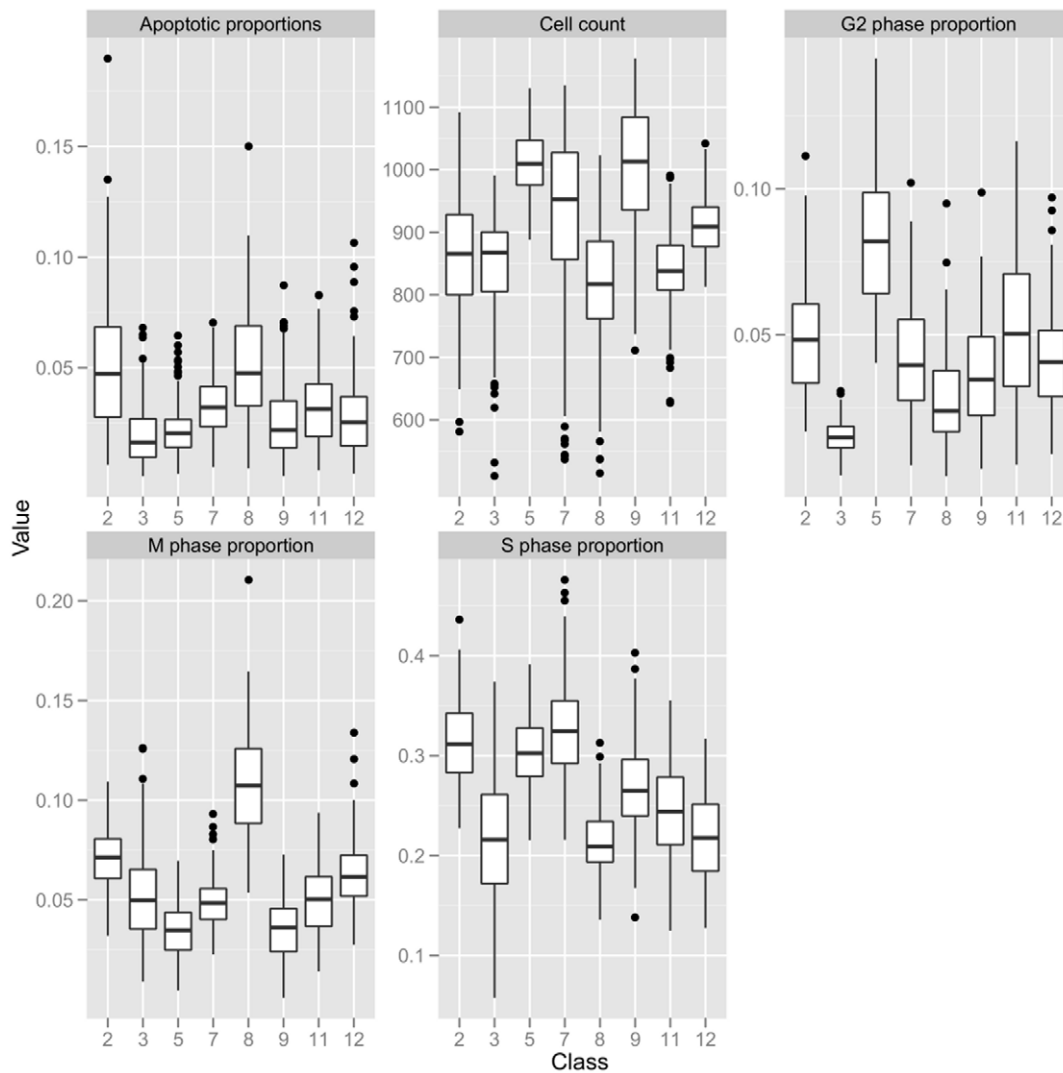 Apoptotic proportions
Cell count
G2 phase proportion
0.15
0.10
0.05
1100
1000
900
800
700
600
0.10
0.05
2 3 5 7 8 9 11 12
2 3 5 7 8 9 11 12
2 3 5 7 8 9 11 12
Value
M phase proportion
S phase proportion
0.20
0.15
0.10
0.05
0.4
0.3
0.2
0.1
2 3 5 7 8 9 11 12
2 3 5 7 8 9 11 12
Class